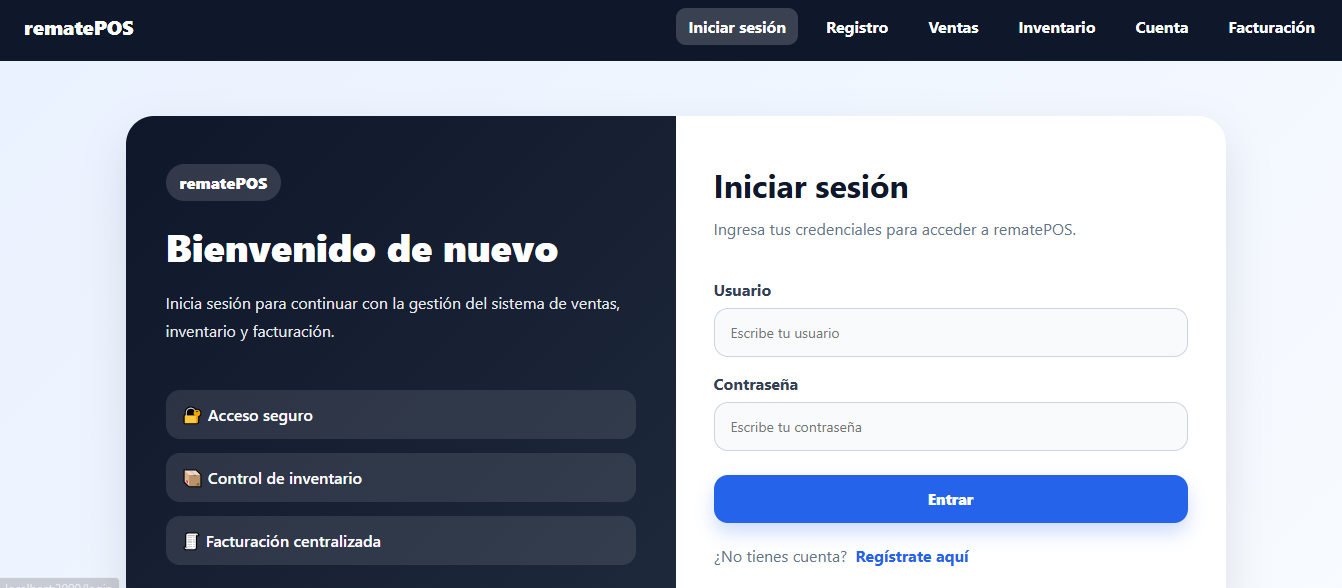 rematePOS
Iniciar sesión
Registro
Ventas
Inventario
Cuenta
Facturación
rematePOS
Bienvenido de nuevo
Inicia sesión para continuar con la gestión del sistema de ventas,
inventario y facturación.
Acceso seguro
Control de inventario
Facturación centralizada
Iniciar sesión
Ingresa tus credenciales para acceder a rematePOS.
Usuario
Escribe tu usuario
Contraseña
Escribe tu contraseña
Entrar
¿No tienes cuenta? Regístrate aquí